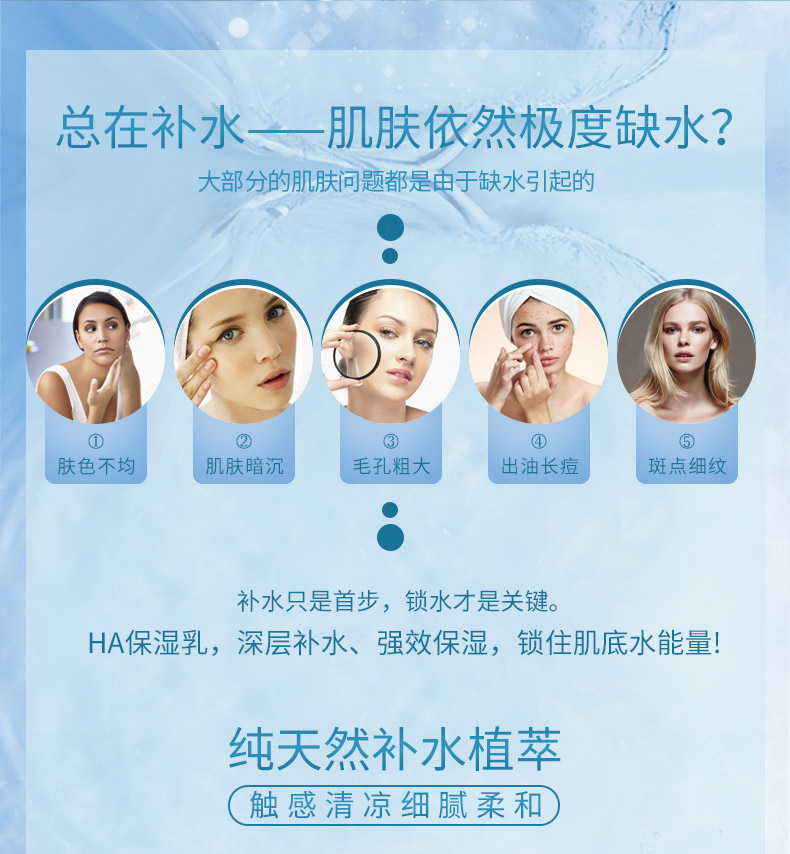 总在补水——肌肤依然极度缺水?
大部分的肌肤问题都是由于缺水引起的
① ② ③ ④ ⑤
肤色不均 肌肤暗沉 毛孔粗大 出油长痘 斑点细纹
补水只是首步，锁水才是关键。
HA保湿乳，深层补水、强效保湿，锁住肌底水能量!
纯天然补水植萃
触感清凉细腻柔和